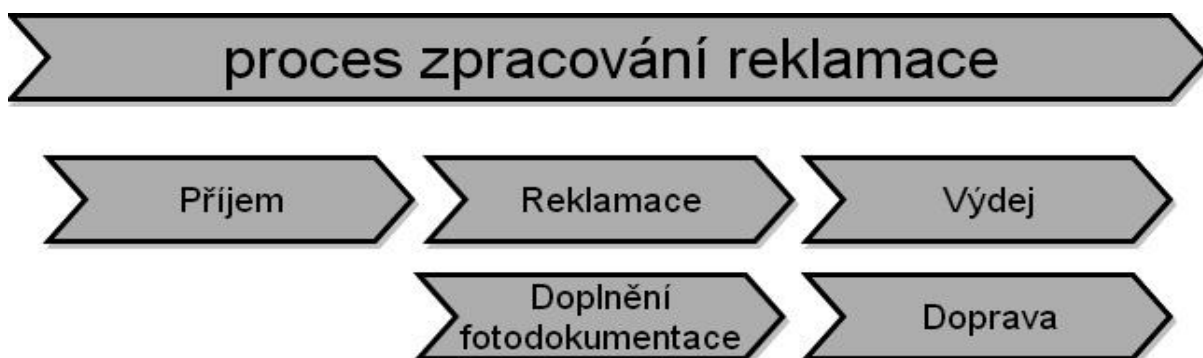 proces zpracování reklamace
Příjem
Reklamace
Výdej
Doplnění
fotodokumentace
Doprava